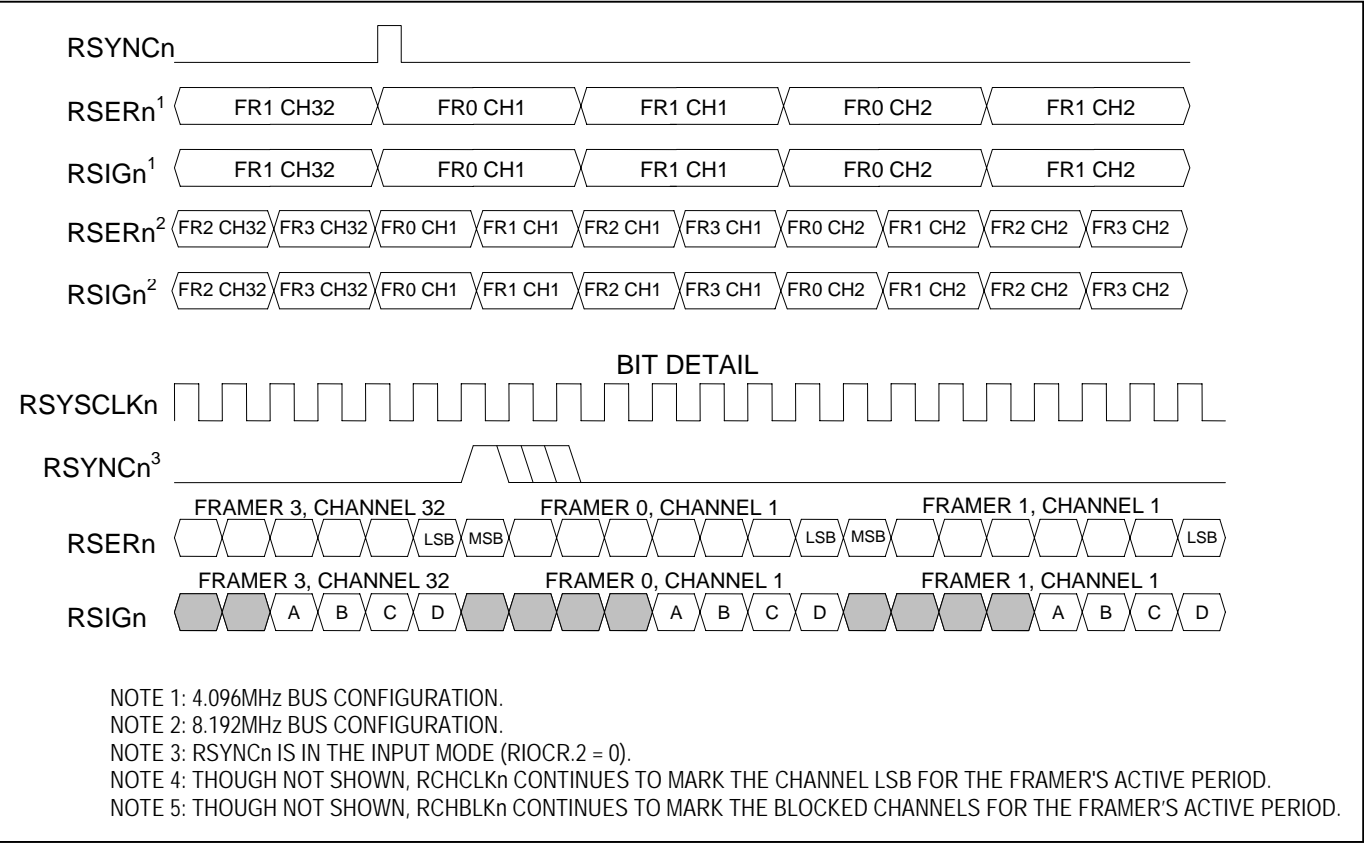 RSYNCn
RSERn1 FR1 CH32 FR0 CH1 FR1 CH1 FR0 CH2 FR1 CH2
RSIGn1 FR1 CH32 FR0 CH1 FR1 CH1 FR0 CH2 FR1 CH2
RSERn2 FR2 CH32 FR3 CH32 FR0 CH1 FR1 CH1 FR2 CH1 FR3 CH1 FR0 CH2 FR1 CH2 FR2 CH2 FR3 CH2
RSIGn2 FR2 CH32 FR3 CH32 FR0 CH1 FR1 CH1 FR2 CH1 FR3 CH1 FR0 CH2 FR1 CH2 FR2 CH2 FR3 CH2
BIT DETAIL
RSYSCLKn
RSYNCn3
FRAMER 3, CHANNEL 32 FRAMER 0, CHANNEL 1 FRAMER 1, CHANNEL 1
RSERn LSB MSB LSB MSB LSB
FRAMER 3, CHANNEL 32 FRAMER 0, CHANNEL 1 FRAMER 1, CHANNEL 1
RSIGn A B C D A B C D A B C D
NOTE 1: 4.096MHz BUS CONFIGURATION.
NOTE 2: 8.192MHz BUS CONFIGURATION.
NOTE 3: RSYNCn IS IN THE INPUT MODE (RIOCR.2 = 0).
NOTE 4: THOUGH NOT SHOWN, RCHCLKn CONTINUES TO MARK THE CHANNEL LSB FOR THE FRAMER'S ACTIVE PERIOD.
NOTE 5: THOUGH NOT SHOWN, RCHBLKn CONTINUES TO MARK THE BLOCKED CHANNELS FOR THE FRAMER’S ACTIVE PERIOD.